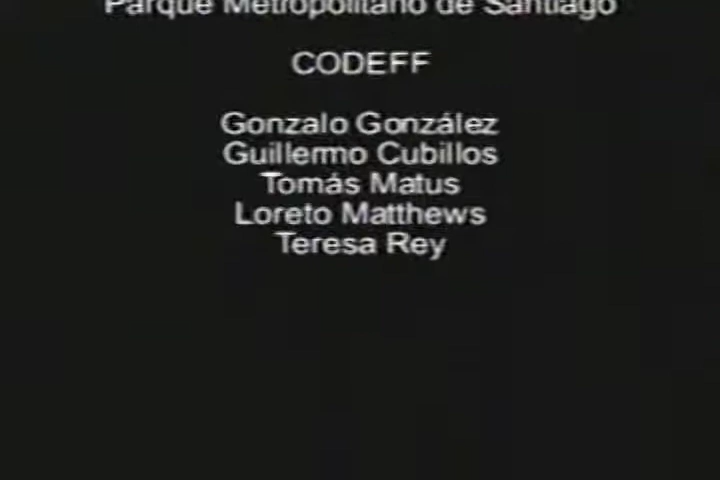 Parque Metropolitano de Santiago
CODEFF
Gonzalo González
Guillermo Cubillos
Tomás Matus
Loreto Matthews
Teresa Rey